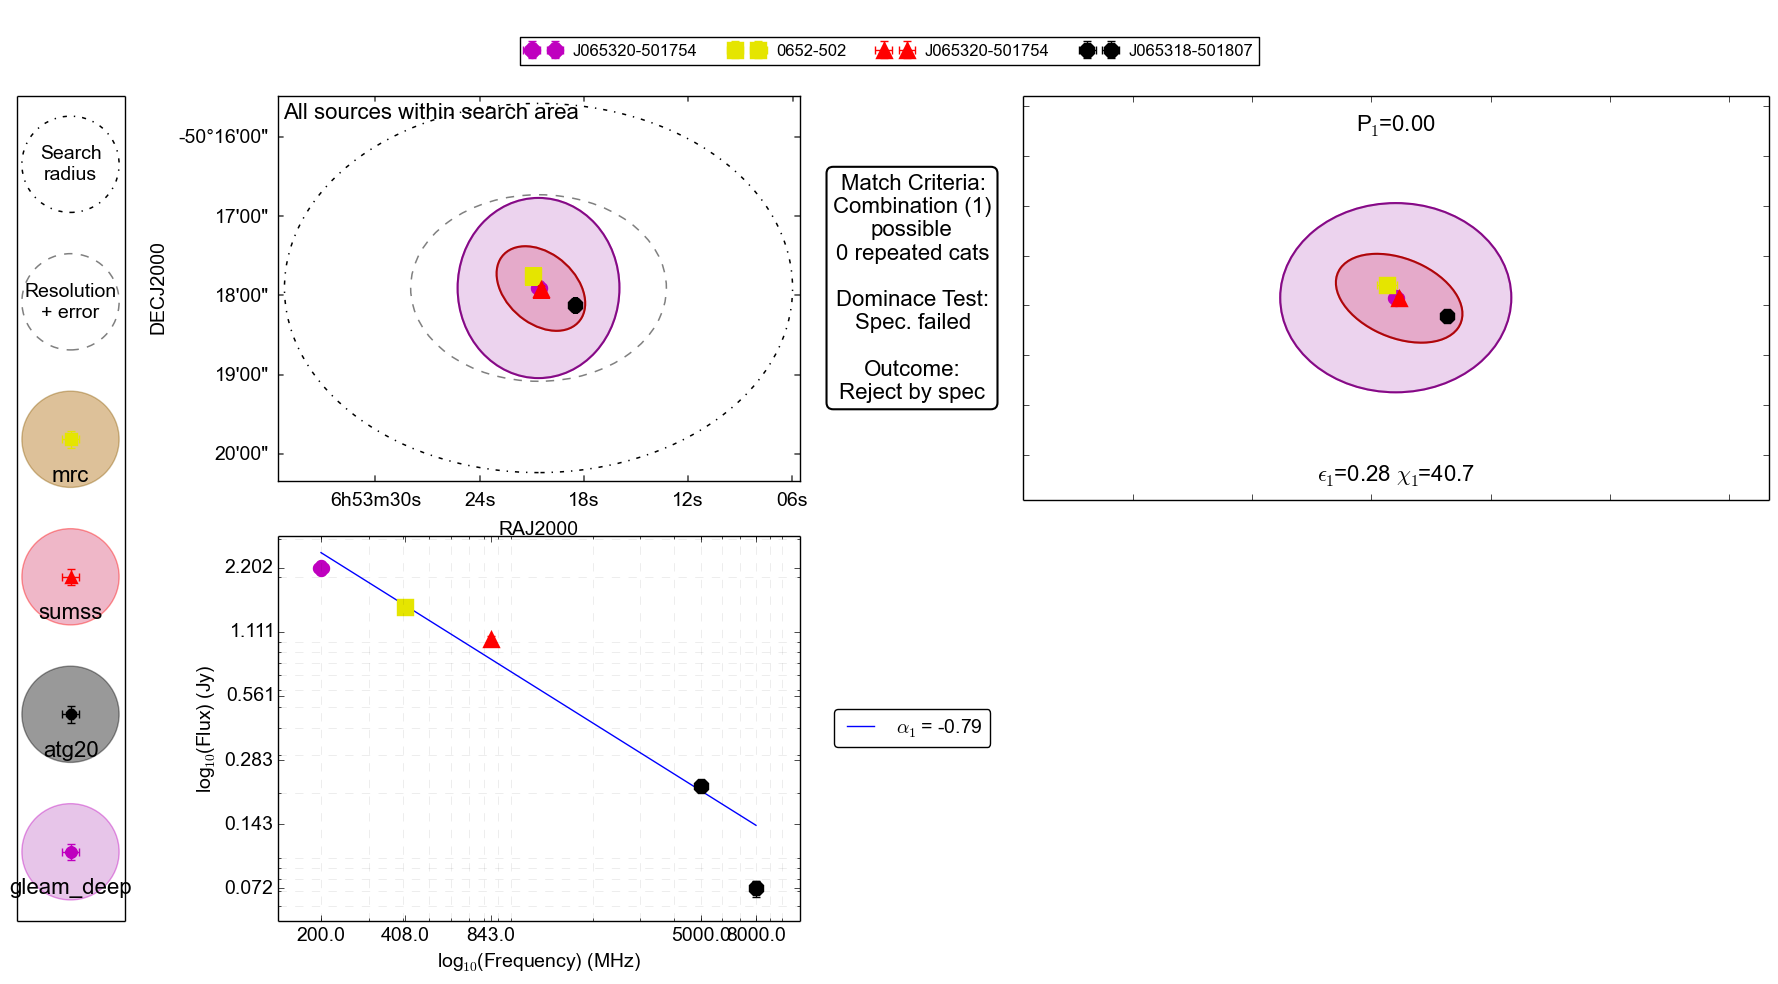 J065320-501754 0652-502 J065320-501754 J065318-501807
Search
radius
Resolution
+ error
mrc
sumss
atg20
gleam_deep
All sources within search area
DECJ2000
-50°16'00"
17'00"
18'00"
19'00"
20'00"
6h53m30s 24s 18s 12s 06s
RAJ2000
Match Criteria:
Combination (1)
possible
0 repeated cats
Dominace Test:
Spec. failed
Outcome:
Reject by spec
P₁=0.00
ϵ₁=0.28 χ₁=40.7
log₁₀(Flux) (Jy)
2.202
1.111
0.561
0.283
0.143
0.072
200.0 408.0 843.0 5000.0 8000.0
log₁₀(Frequency) (MHz)
α₁ = -0.79